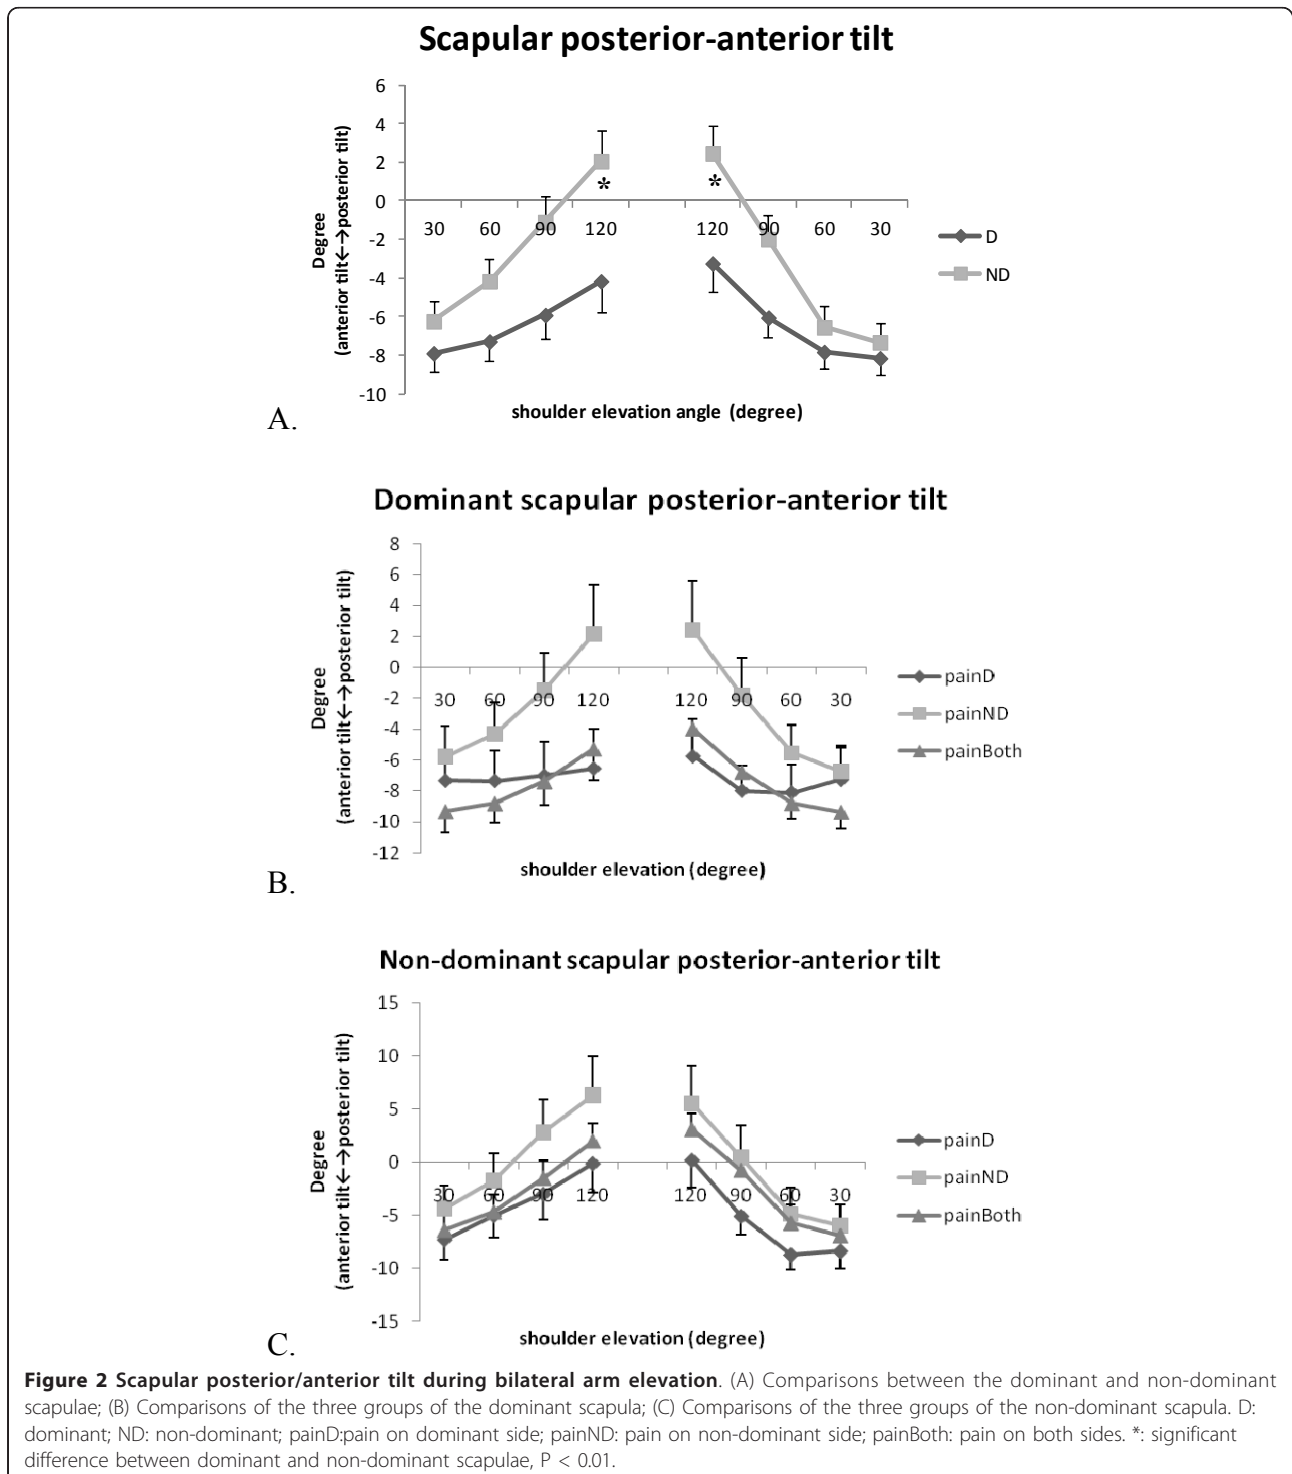 Scapular posterior-anterior tilt
Degree
(anterior tilt←→posterior tilt)
6
4
2
0
-2
-4
-6
-8
-10
30 60 90 120 120 90 60 30
*
*
D
ND
shoulder elevation angle (degree)
A.
Dominant scapular posterior-anterior tilt
Degree
(anterior tilt←→posterior tilt)
8
6
4
2
0
-2
-4
-6
-8
-10
-12
30 60 90 120 120 90 60 30
painD
painND
painBoth
shoulder elevation (degree)
B.
Non-dominant scapular posterior-anterior tilt
Degree
(anterior tilt←→posterior tilt)
15
10
5
0
-5
-10
-15
30 60 90 120 120 90 60 30
painD
painND
painBoth
shoulder elevation (degree)
C.
Figure 2 Scapular posterior/anterior tilt during bilateral arm elevation. (A) Comparisons between the dominant and non-dominant
scapulae; (B) Comparisons of the three groups of the dominant scapula; (C) Comparisons of the three groups of the non-dominant scapula. D:
dominant; ND: non-dominant; painD:pain on dominant side; painND: pain on non-dominant side; painBoth: pain on both sides. *: significant
difference between dominant and non-dominant scapulae, P < 0.01.